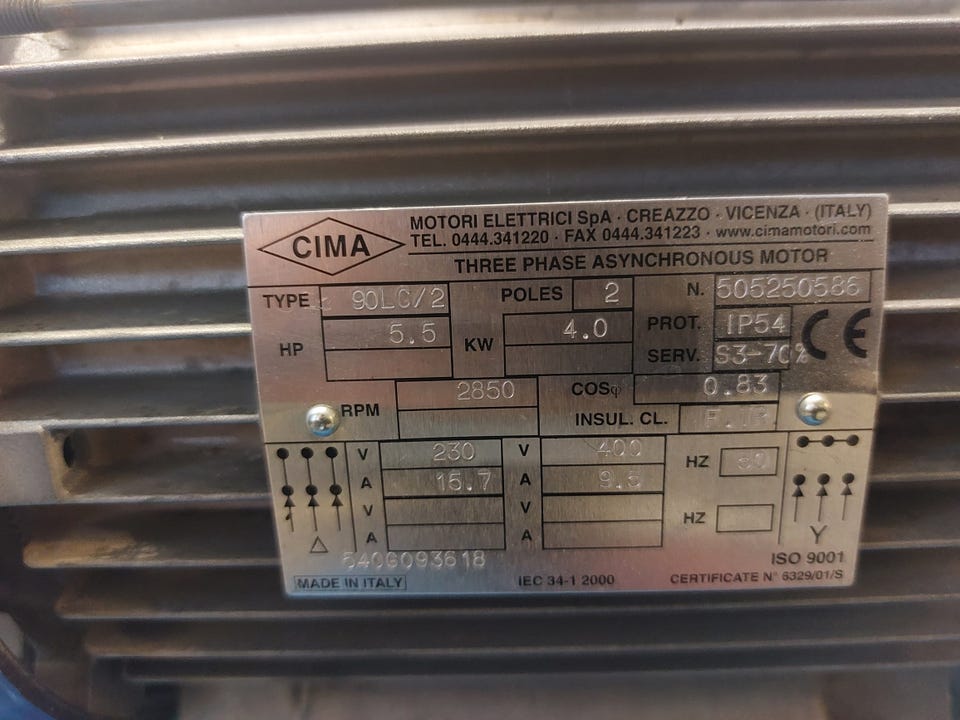 CIMA
MOTORI ELETTRICI SpA · CREAZZO · VICENZA · (ITALY)
TEL. 0444.341220 · FAX 0444.341223 · www.cimamotori.com
THREE PHASE ASYNCHRONOUS MOTOR
TYPE 90LC/2 POLES 2 N. 505250586
HP 5.5 KW 4.0 PROT. IP54 CE
SERV. S3-70%
RPM 2850 COSφ 0.83
INSUL. CL.
V 230 V 400 HZ
A 15.7 A 9.5
V V HZ
A A
△ Y
ISO 9001
MADE IN ITALY IEC 34-1 2000 CERTIFICATE N° 6329/01/S